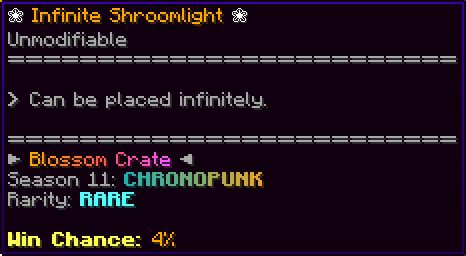 ❀ Infinite Shroomlight ❀
Unmodifiable
================================
> Can be placed infinitely.
================================
► Blossom Crate ◄
Season 11: CHRONOPUNK
Rarity: RARE
Win Chance: 4%